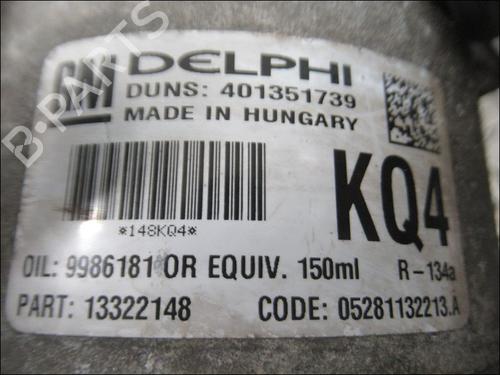 B-PARTS
GM DELPHI
DUNS: 401351739
MADE IN HUNGARY
*148KQ4*
KQ4
OIL: 9986181 OR EQUIV. 150ml R-134a
PART: 13322148 CODE: 05281132213.A